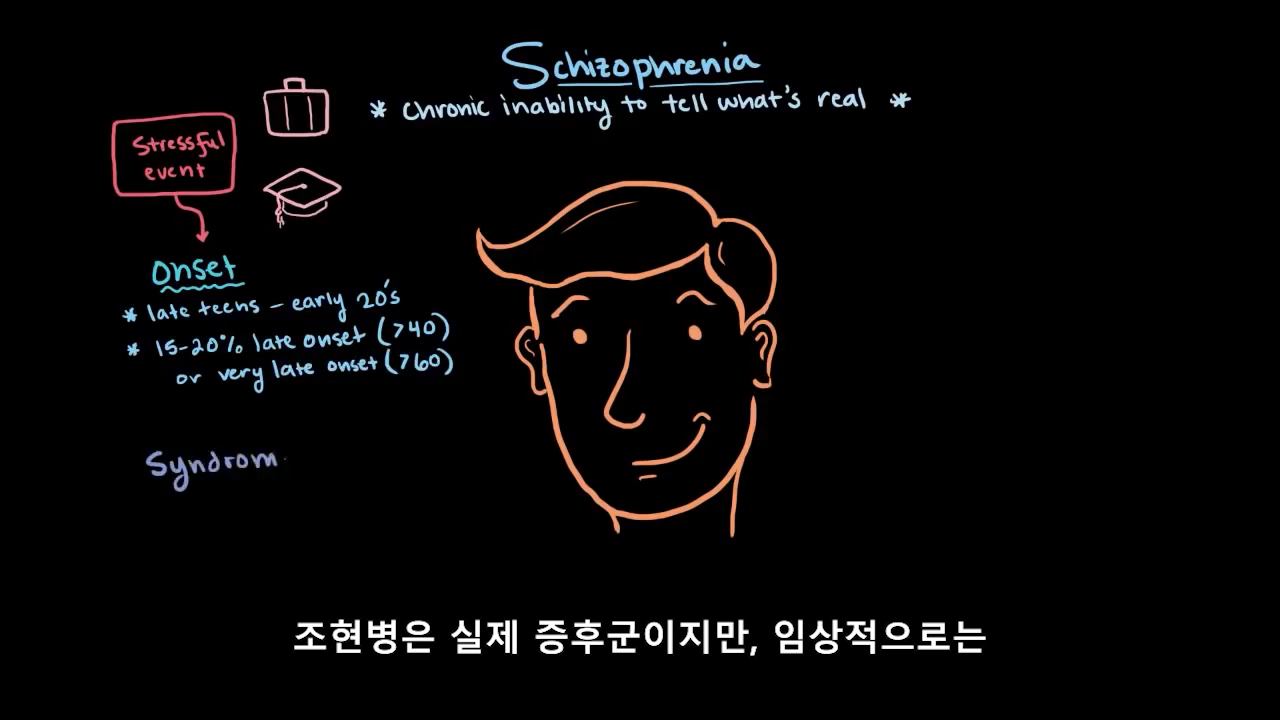 Schizophrenia
* chronic inability to tell what's real *
Stressful
event
onset
* late teens – early 20's
* 15-20% late onset (>40)
or very late onset (>60)
Syndrom
조현병은 실제 증후군이지만, 임상적으로는